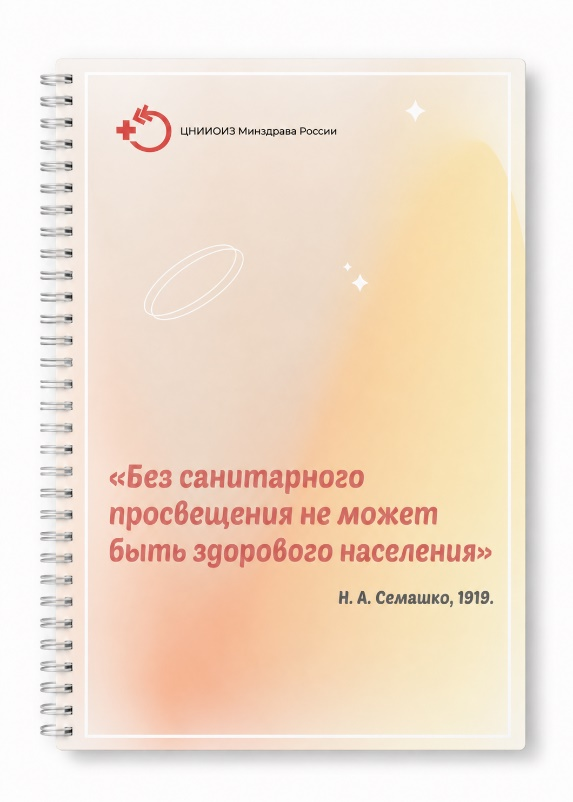 ЦНИИОИЗ Минздрава России
«Без санитарного
просвещения не может
быть здорового населения»
Н. А. Семашко, 1919.